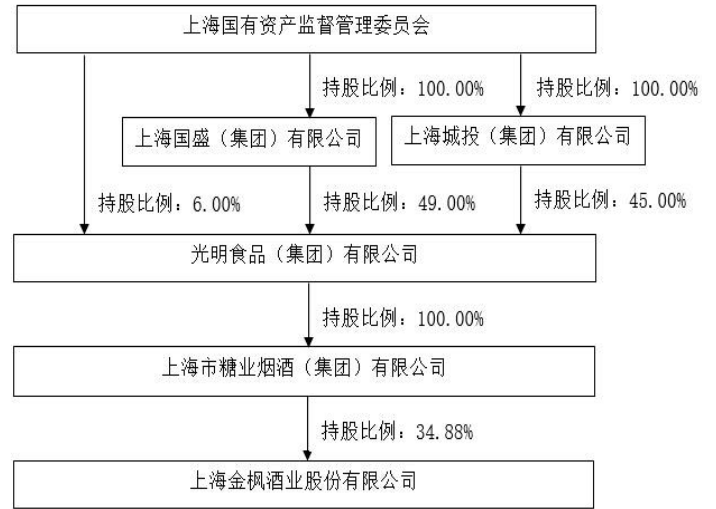 上海国有资产监督管理委员会
持股比例：100.00%
持股比例：100.00%
上海国盛（集团）有限公司
上海城投（集团）有限公司
持股比例：6.00%
持股比例：49.00%
持股比例：45.00%
光明食品（集团）有限公司
持股比例：100.00%
上海市糖业烟酒（集团）有限公司
持股比例：34.88%
上海金枫酒业股份有限公司